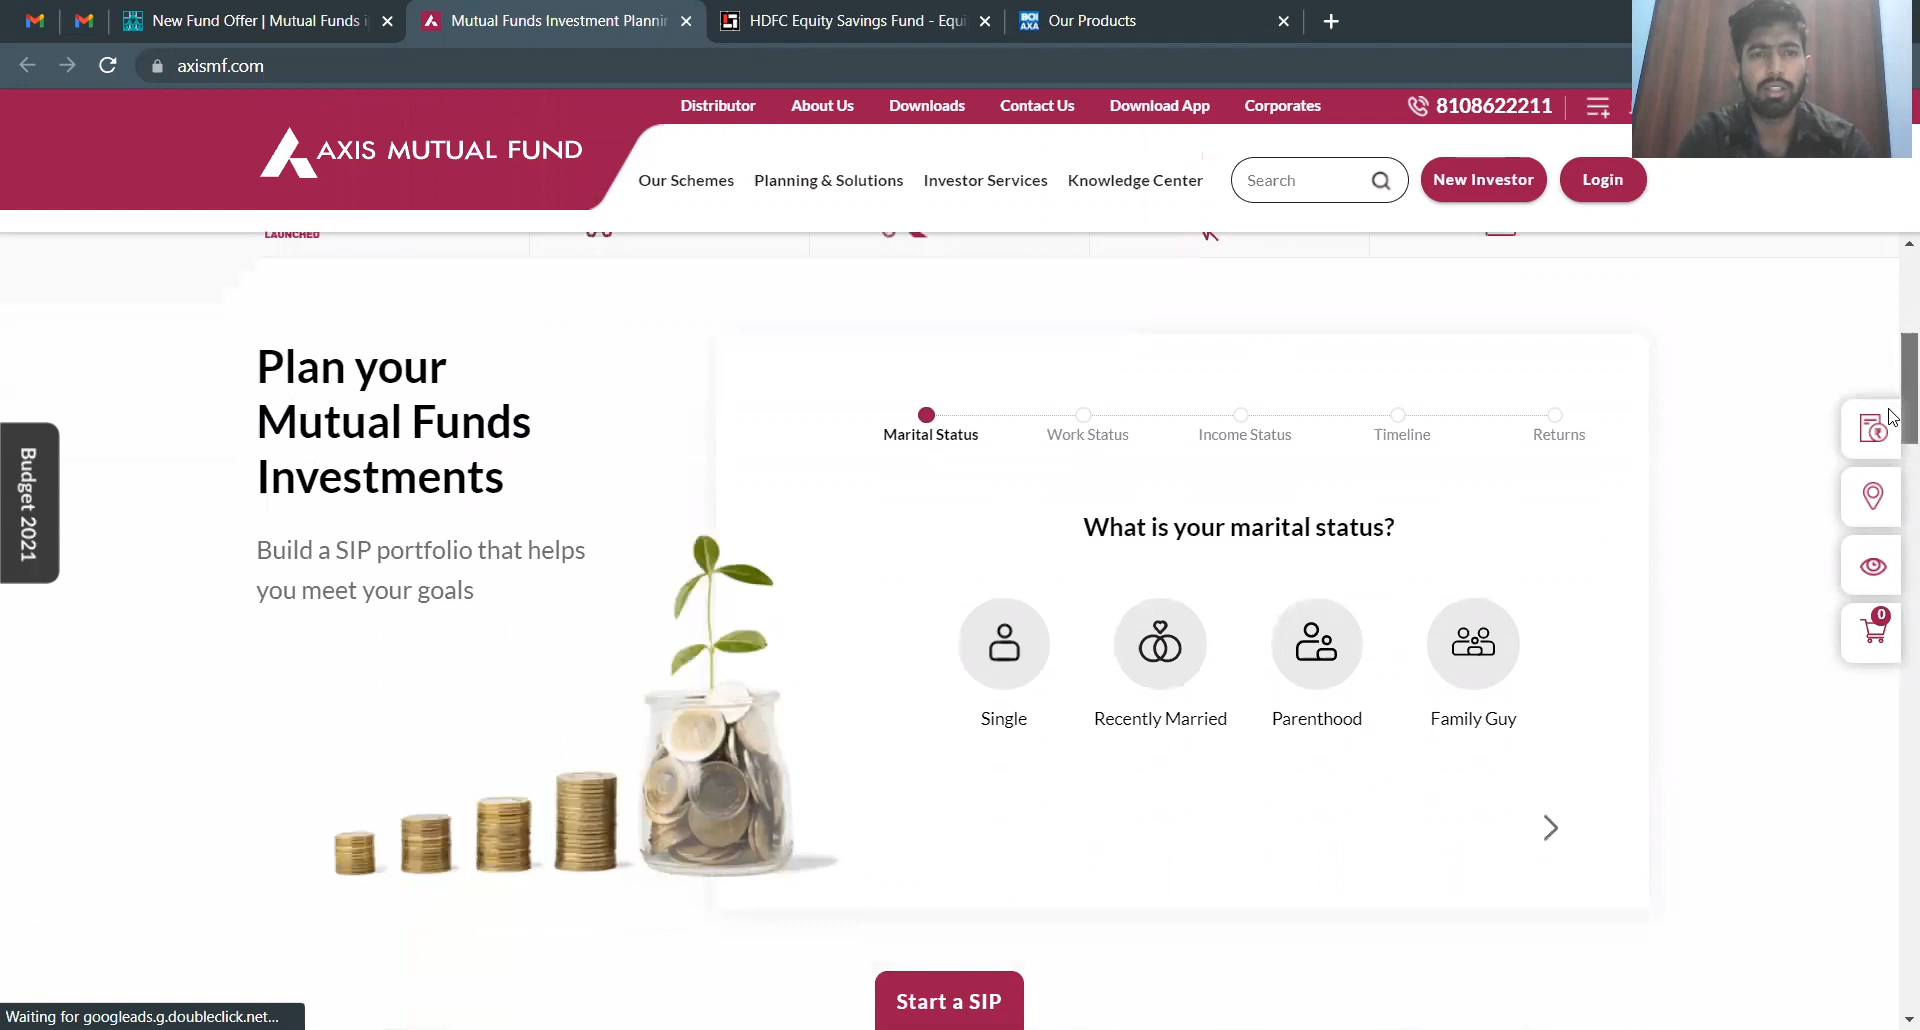 New Fund Offer | Mutual Funds i
Mutual Funds Investment Plannin
HDFC Equity Savings Fund - Equi
BOI AXA
Our Products
axismf.com
Distributor
About Us
Downloads
Contact Us
Download App
Corporates
8108622211
AXIS MUTUAL FUND
Our Schemes
Planning & Solutions
Investor Services
Knowledge Center
Search
New Investor
Login
LAUNCHED
Plan your
Mutual Funds
Investments
Build a SIP portfolio that helps
you meet your goals
Budget 2021
Marital Status
Work Status
Income Status
Timeline
Returns
What is your marital status?
Single
Recently Married
Parenthood
Family Guy
0
Start a SIP
Waiting for googleads.g.doubleclick.net...